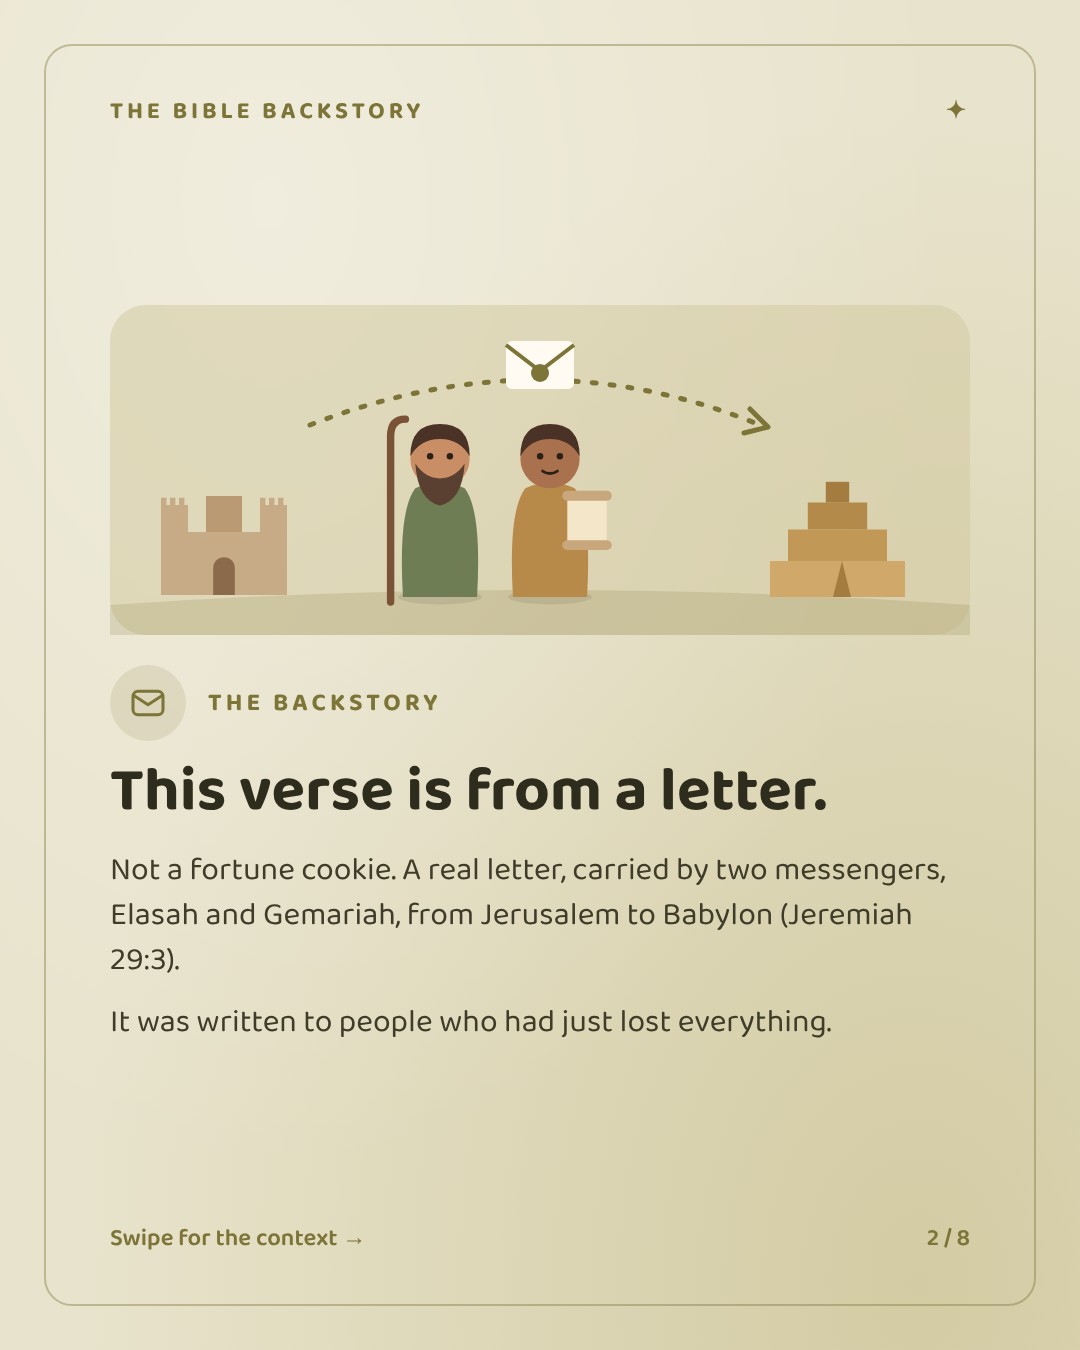 THE BIBLE BACKSTORY ✦
THE BACKSTORY
This verse is from a letter.
Not a fortune cookie. A real letter, carried by two messengers,
Elasah and Gemariah, from Jerusalem to Babylon (Jeremiah
29:3).
It was written to people who had just lost everything.
Swipe for the context →
2 / 8